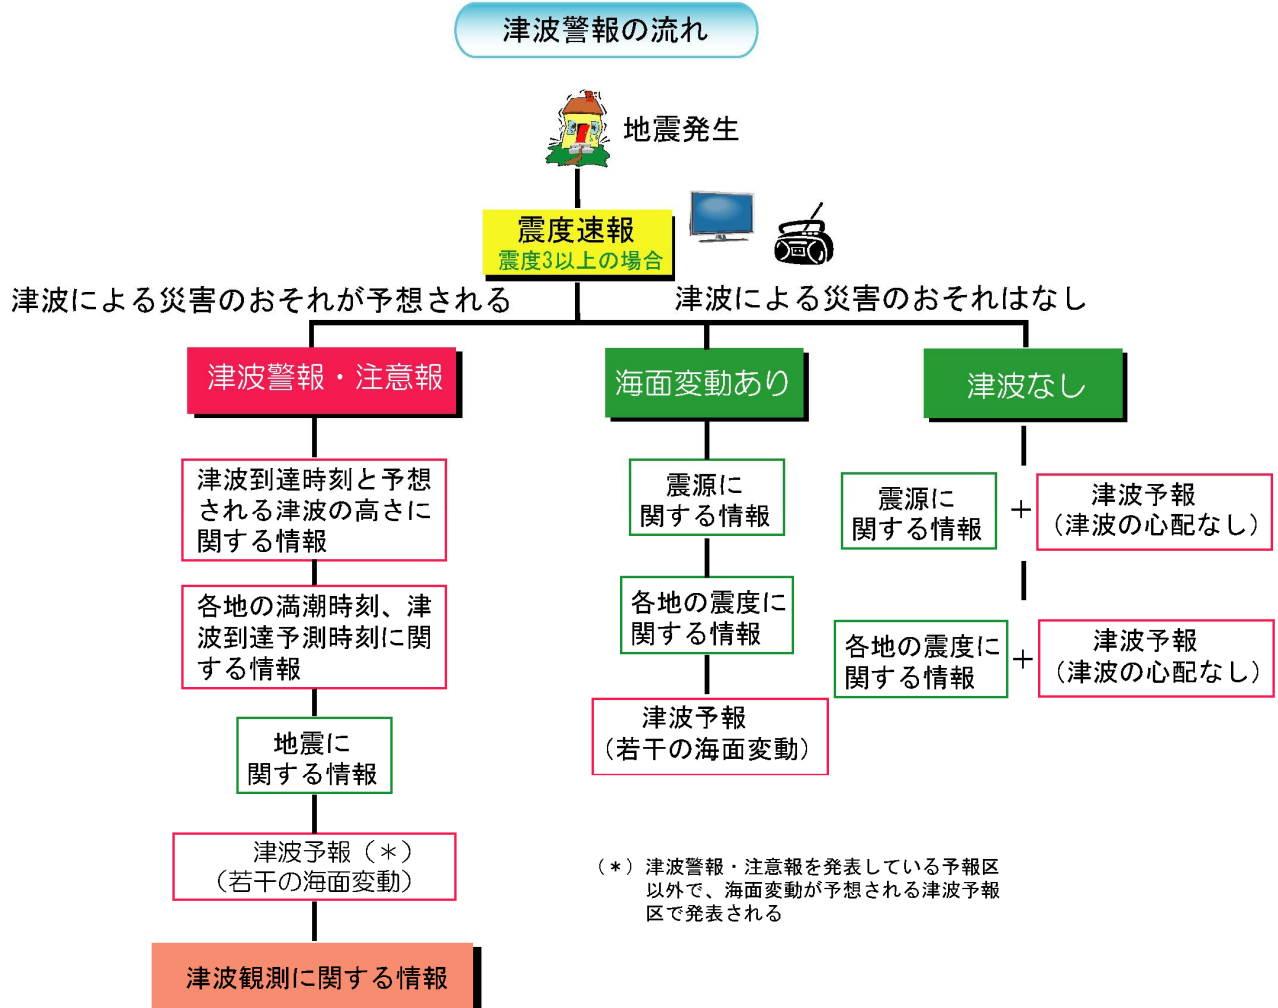 津波警報の流れ
地震発生
震度速報
震度3以上の場合
津波による災害のおそれが予想される
津波による災害のおそれはなし
津波警報・注意報
津波到達時刻と予想
される津波の高さに
関する情報
各地の満潮時刻、津
波到達予測時刻に関
する情報
地震に
関する情報
津波予報（＊）
（若干の海面変動）
津波観測に関する情報
海面変動あり
震源に
関する情報
各地の震度に
関する情報
津波予報
（若干の海面変動）
津波なし
震源に
関する情報
＋
津波予報
（津波の心配なし）
各地の震度に
関する情報
＋
津波予報
（津波の心配なし）
（＊）津波警報・注意報を発表している予報区
以外で、海面変動が予想される津波予報
区で発表される